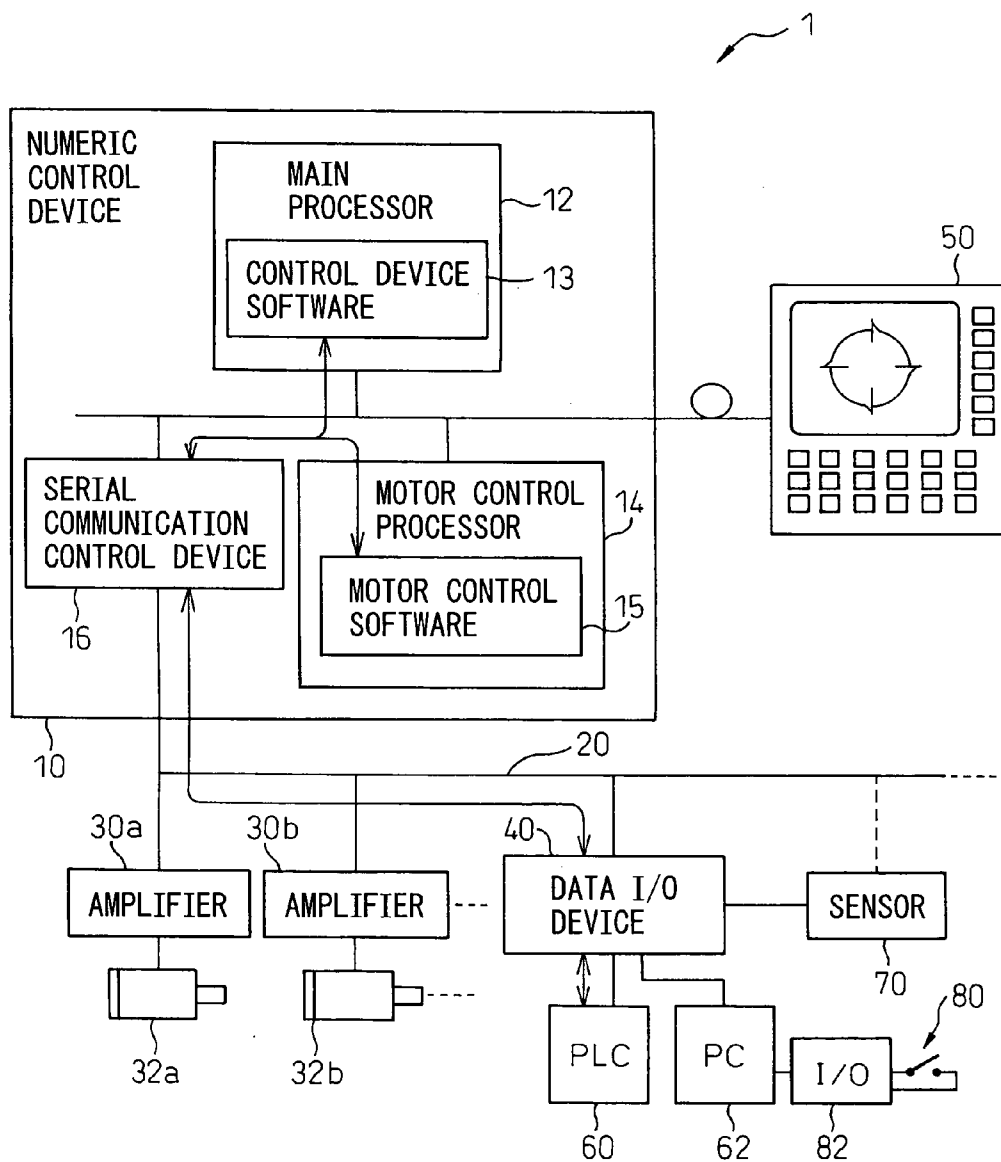 1
NUMERIC
CONTROL
DEVICE
MAIN
PROCESSOR
12
CONTROL DEVICE
SOFTWARE
13
50
SERIAL
COMMUNICATION
CONTROL DEVICE
16
MOTOR CONTROL
PROCESSOR
14
MOTOR CONTROL
SOFTWARE
15
10
20
30a
30b
40
AMPLIFIER
AMPLIFIER
DATA I/O
DEVICE
SENSOR
70
32a
32b
PLC
60
PC
62
I/O
82
80